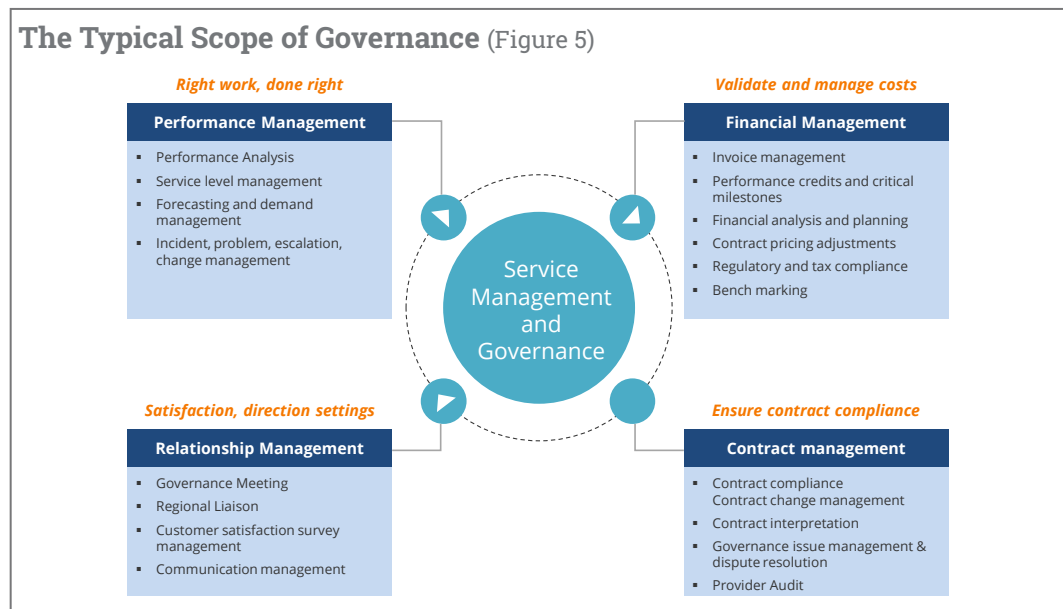 The Typical Scope of Governance (Figure 5)
Right work, done right
Performance Management
▪ Performance Analysis
▪ Service level management
▪ Forecasting and demand
management
▪ Incident, problem, escalation,
change management
Validate and manage costs
Financial Management
▪ Invoice management
▪ Performance credits and critical
milestones
▪ Financial analysis and planning
▪ Contract pricing adjustments
▪ Regulatory and tax compliance
▪ Bench marking
Service
Management
and
Governance
Satisfaction, direction settings
Relationship Management
▪ Governance Meeting
▪ Regional Liaison
▪ Customer satisfaction survey
management
▪ Communication management
Ensure contract compliance
Contract management
▪ Contract compliance
Contract change management
▪ Contract interpretation
▪ Governance issue management &
dispute resolution
▪ Provider Audit